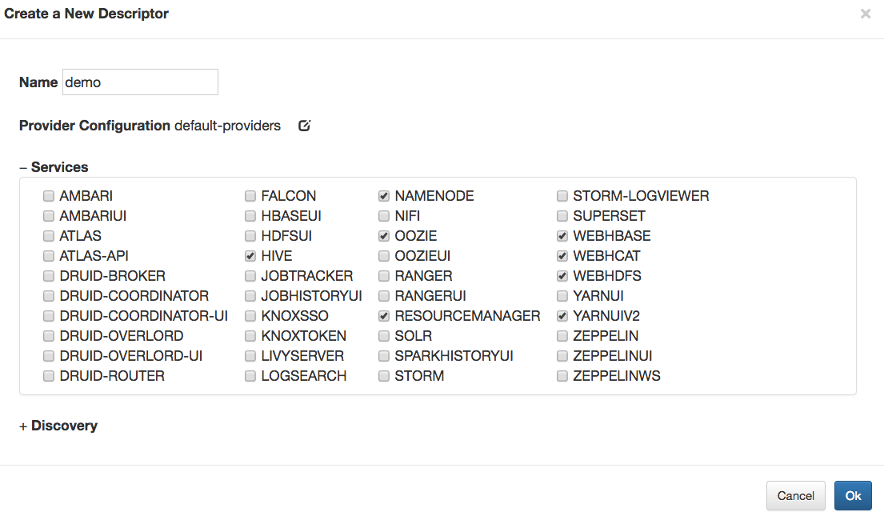 Create a New Descriptor
×
Name demo
Provider Configuration default-providers
– Services
AMBARI FALCON NAMENODE STORM-LOGVIEWER
AMBARIUI HBASEUI NIFI SUPERSET
ATLAS HDFSUI OOZIE WEBHBASE
ATLAS-API HIVE OOZIEUI WEBHCAT
DRUID-BROKER JOBTRACKER RANGER WEBHDFS
DRUID-COORDINATOR JOBHISTORYUI RANGERUI YARNUI
DRUID-COORDINATOR-UI KNOXSSO RESOURCEMANAGER YARNUIV2
DRUID-OVERLORD KNOXTOKEN SOLR ZEPPELIN
DRUID-OVERLORD-UI LIVYSERVER SPARKHISTORYUI ZEPPELINUI
DRUID-ROUTER LOGSEARCH STORM ZEPPELINWS
+ Discovery
Cancel Ok